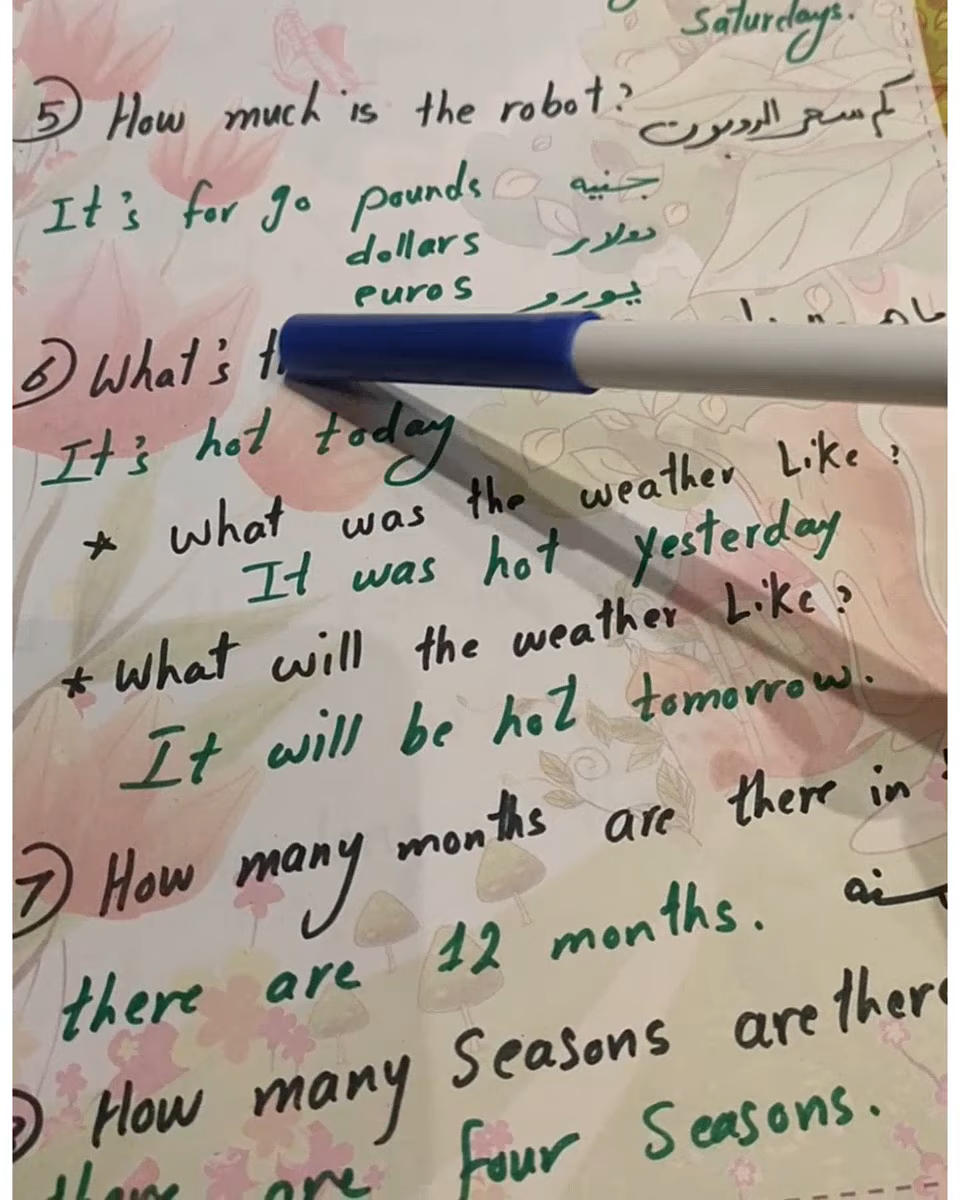 Saturdays.
5 How much is the robot? كم سعر الروبوت
It's for 90 pounds جنيه
dollars دولار
euros يورو
6 What's
It's hot today
* What was the weather Like ?
It was hot yesterday
* What will the weather Like?
It will be hot tomorrow.
7 How many months are there in
there are 12 months.
8 How many Seasons are there
there are four Seasons.